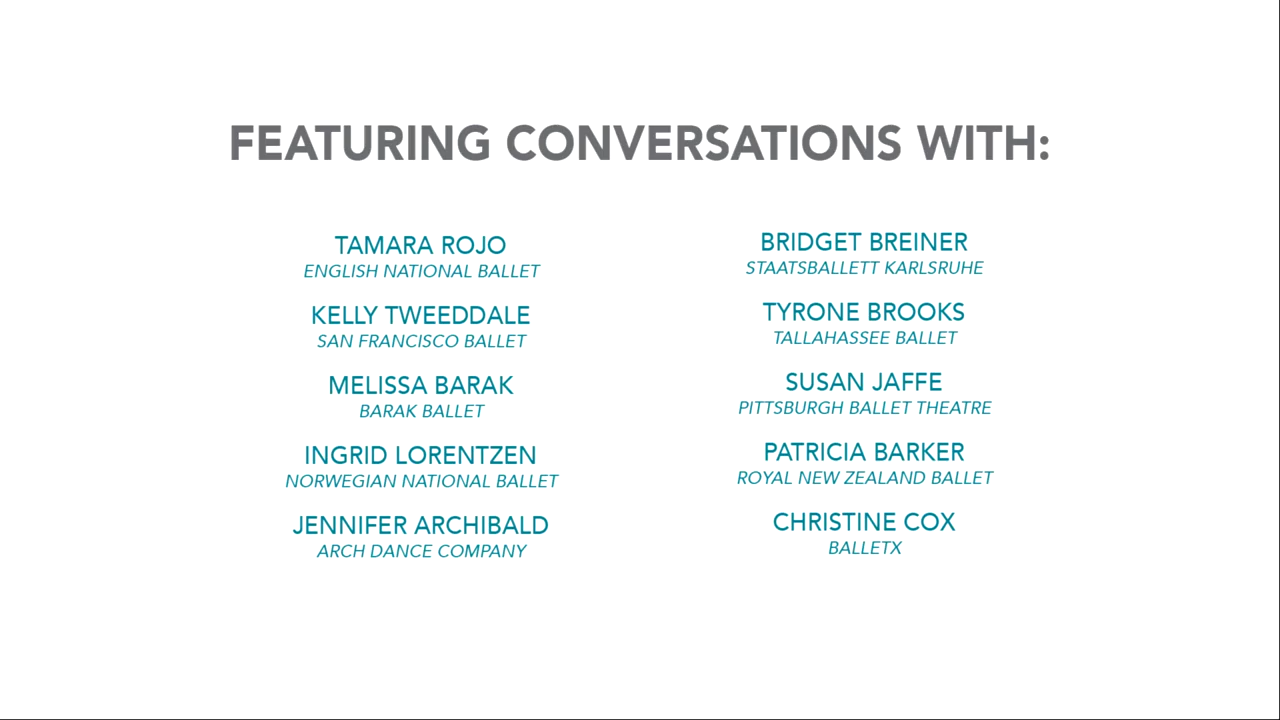 FEATURING CONVERSATIONS WITH:
TAMARA ROJO
ENGLISH NATIONAL BALLET
KELLY TWEEDDALE
SAN FRANCISCO BALLET
MELISSA BARAK
BARAK BALLET
INGRID LORENTZEN
NORWEGIAN NATIONAL BALLET
JENNIFER ARCHIBALD
ARCH DANCE COMPANY
BRIDGET BREINER
STAATSBALLETT KARLSRUHE
TYRONE BROOKS
TALLAHASSEE BALLET
SUSAN JAFFE
PITTSBURGH BALLET THEATRE
PATRICIA BARKER
ROYAL NEW ZEALAND BALLET
CHRISTINE COX
BALLETX